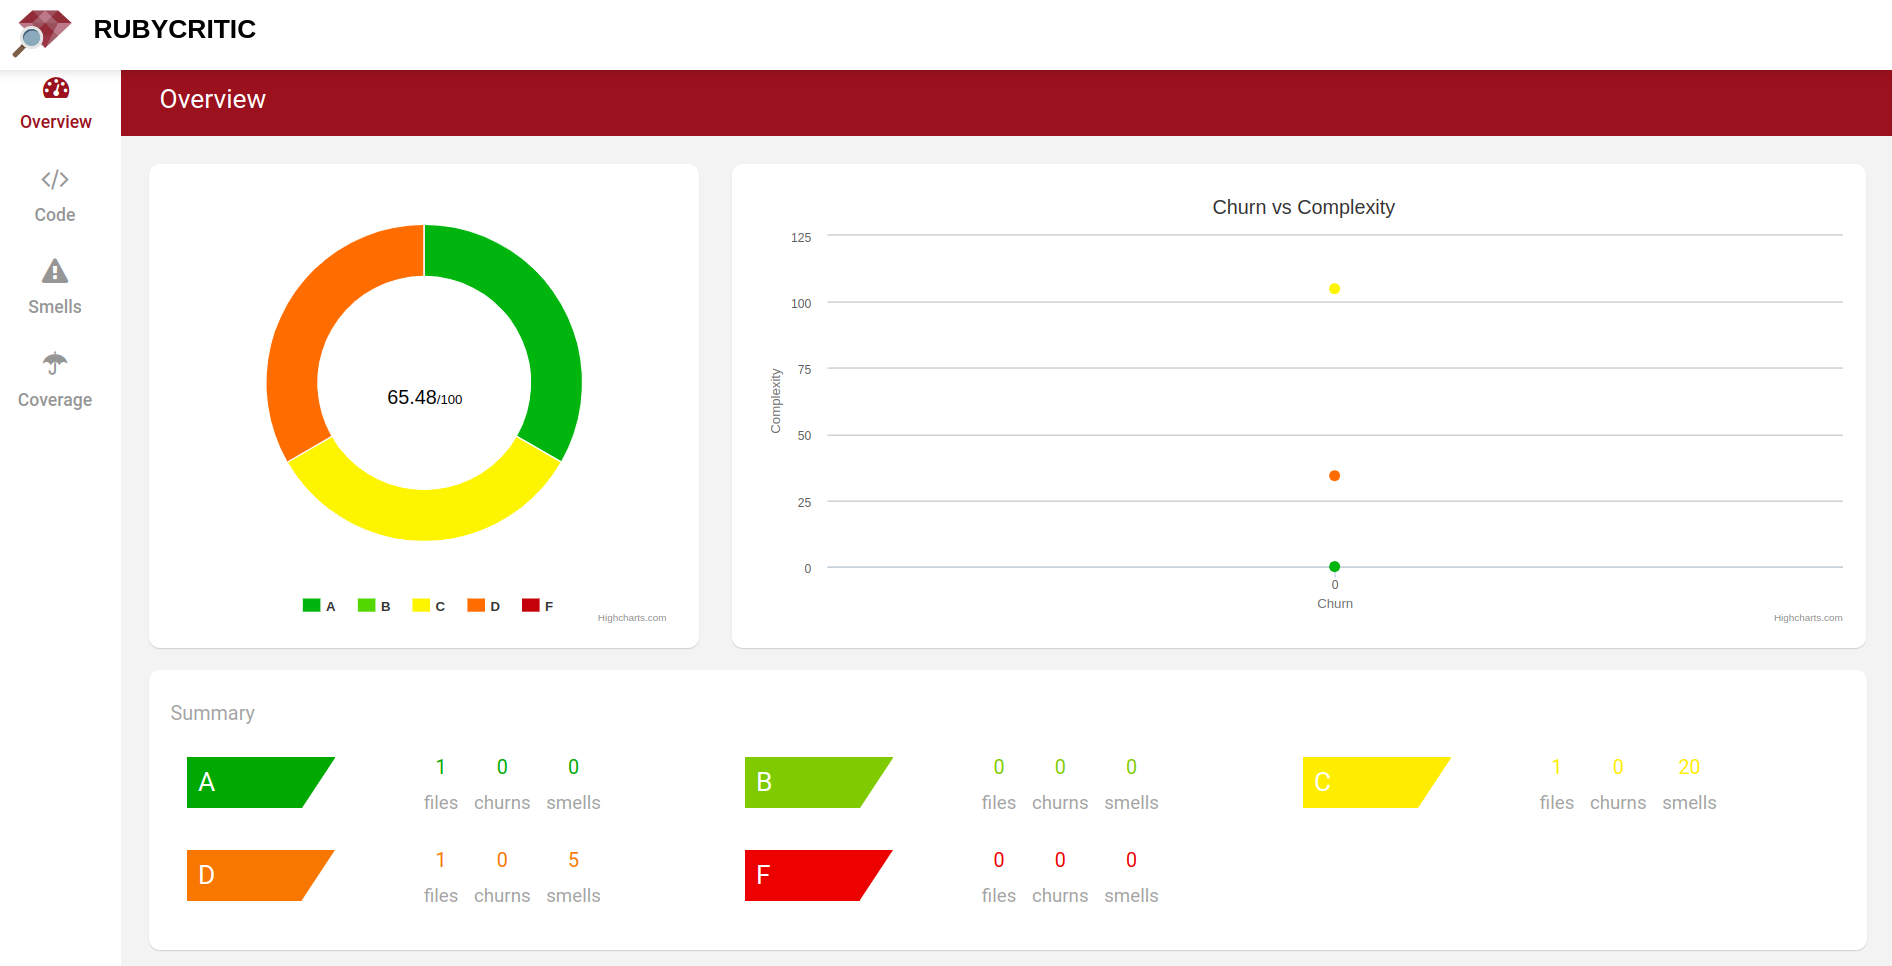 RUBYCRITIC
Overview
Code
Smells
Coverage
Overview
65.48/100
A B C D F
Highcharts.com
Churn vs Complexity
125
100
75
50
25
0
Complexity
0
Churn
Highcharts.com
Summary
A
1 0 0
files churns smells
B
0 0 0
files churns smells
C
1 0 20
files churns smells
D
1 0 5
files churns smells
F
0 0 0
files churns smells